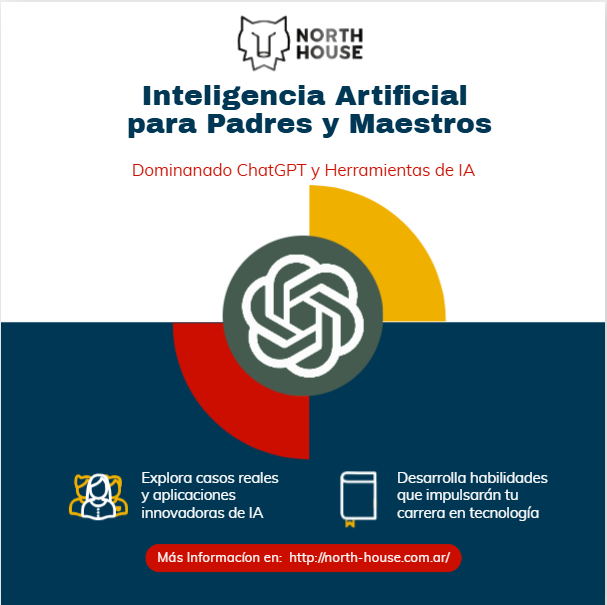 NORTH
HOUSE
Inteligencia Artificial
para Padres y Maestros
Dominanado ChatGPT y Herramientas de IA
Explora casos reales
y aplicaciones
innovadoras de IA
Desarrolla habilidades
que impulsarán tu
carrera en tecnología
Más Informacíon en: http://north-house.com.ar/